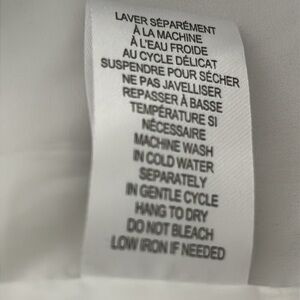 LAVER SÉPARÉMENT
À LA MACHINE
À L'EAU FROIDE
AU CYCLE DÉLICAT
SUSPENDRE POUR SÉCHER
NE PAS JAVELLISER
REPASSER À BASSE
TEMPÉRATURE SI
NÉCESSAIRE
MACHINE WASH
IN COLD WATER
SEPARATELY
IN GENTLE CYCLE
HANG TO DRY
DO NOT BLEACH
LOW IRON IF NEEDED